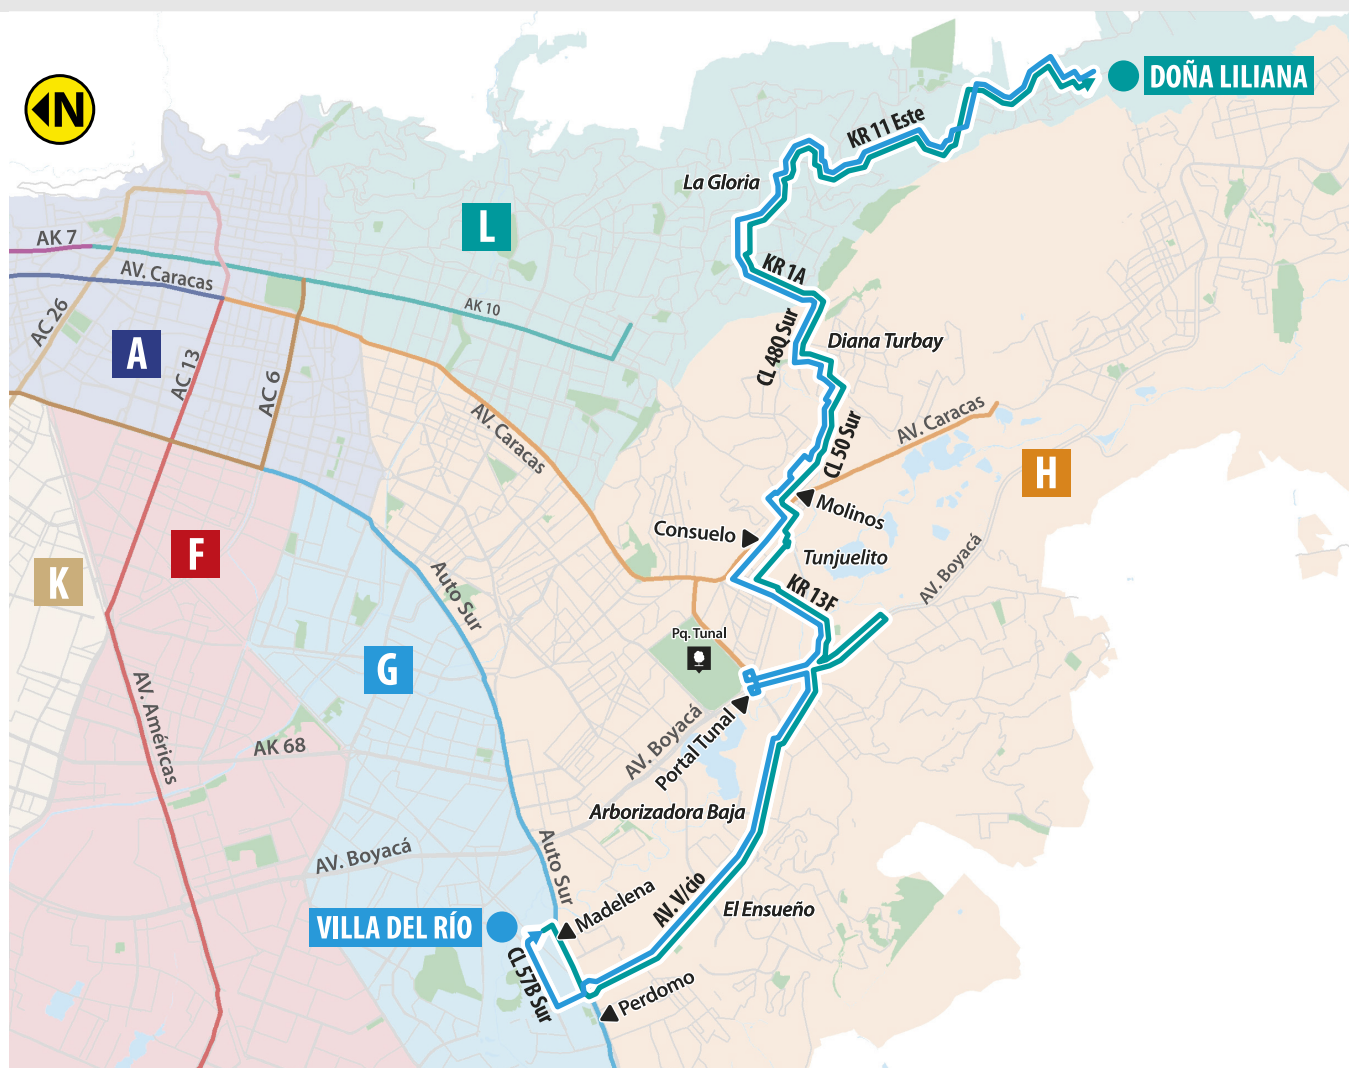 N
DOÑA LILIANA
KR 11 Este
La Gloria
L
AK 7
AV. Caracas
KR 1A
AK 10
AC 26
CL 48Q Sur
Diana Turbay
A
AC 13
AC 6
AV. Caracas
AV. Caracas
CL 50 Sur
H
Molinos
Consuelo
F
K
Tunjuelito
AV. Boyacá
Auto Sur
KR 13F
Pq. Tunal
G
AV. Américas
AK 68
AV. Boyacá
Portal Tunal
Arborizadora Baja
AV. Boyacá
Auto Sur
Madelena
AV. V/cio
El Ensueño
VILLA DEL RÍO
CL 57B Sur
Perdomo